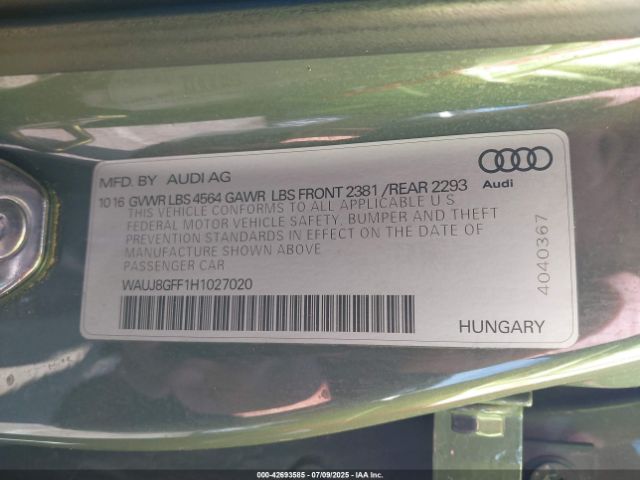 MFD. BY AUDI AG
10 16 GVWR LBS 4564 GAWR LBS FRONT 2381 /REAR 2293
THIS VEHICLE CONFORMS TO ALL APPLICABLE U S
FEDERAL MOTOR VEHICLE SAFETY, BUMPER AND THEFT
PREVENTION STANDARDS IN EFFECT ON THE DATE OF
MANUFACTURE SHOWN ABOVE
PASSENGER CAR
WAUJ8GFF1H1027020
HUNGARY
Audi
4040367
00-42693585 - 07/09/2025 - IAA, LLC.